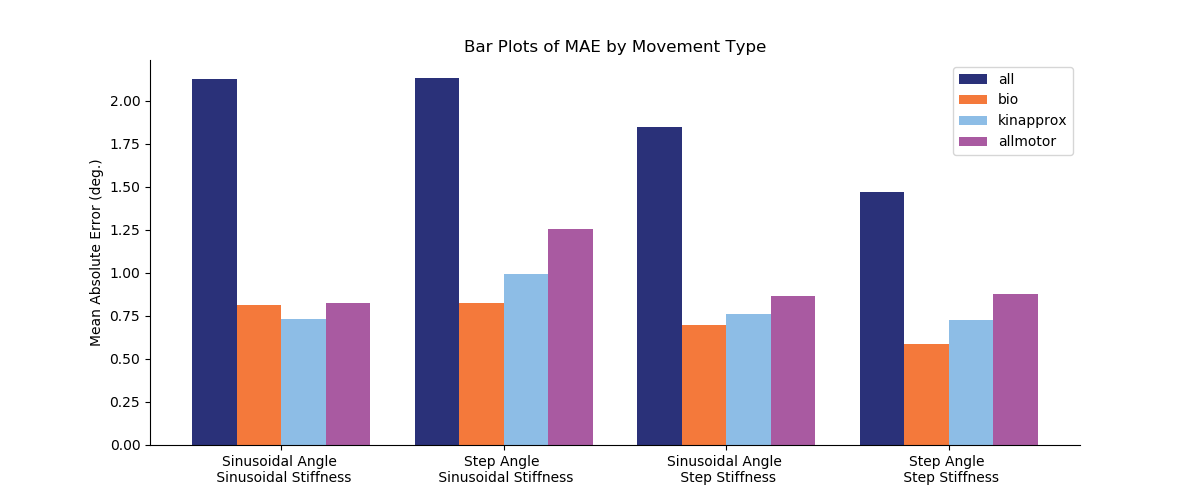 Bar Plots of MAE by Movement Type
all
bio
kinapprox
allmotor
Mean Absolute Error (deg.)
2.00
1.75
1.50
1.25
1.00
0.75
0.50
0.25
0.00
Sinusoidal Angle
Sinusoidal Stiffness
Step Angle
Sinusoidal Stiffness
Sinusoidal Angle
Step Stiffness
Step Angle
Step Stiffness